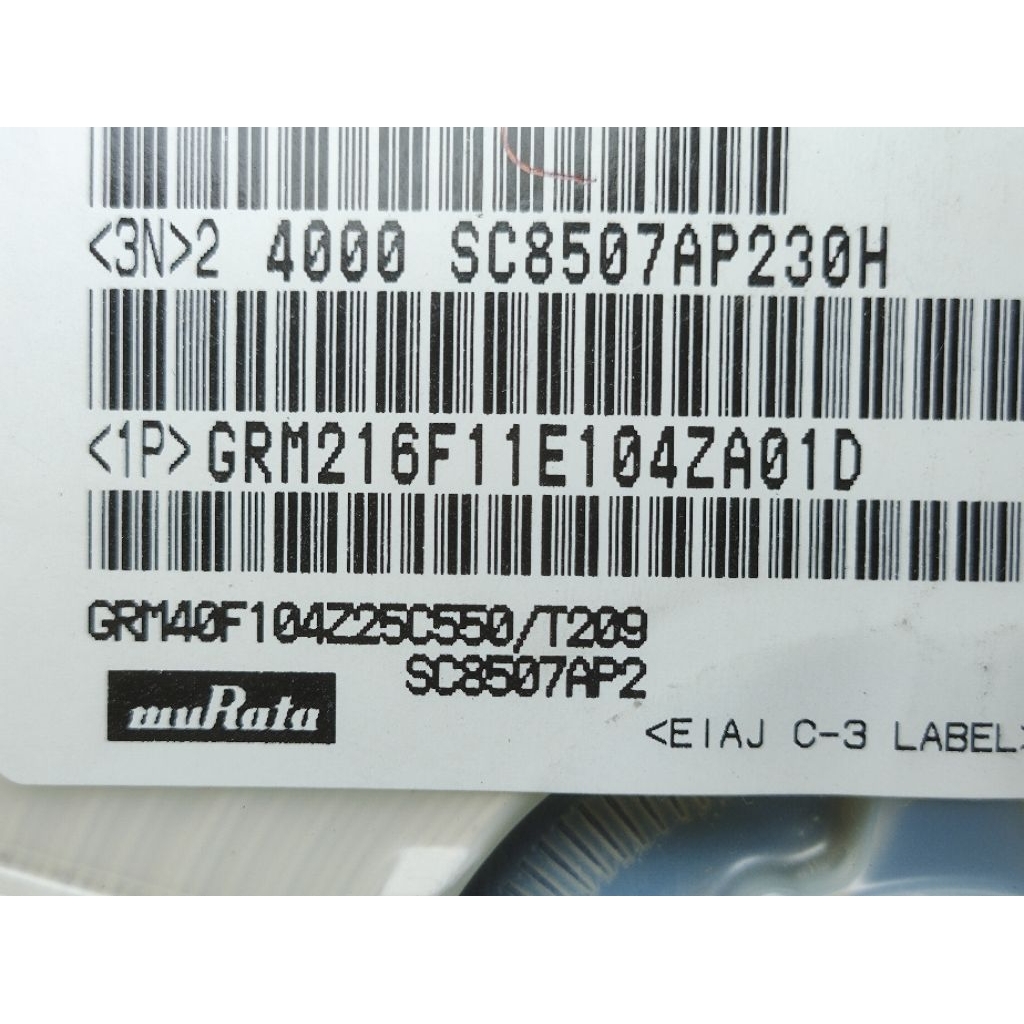 <3N>2 4000 SC8507AP230H
<1P>GRM216F11E104ZA01D
GRM40F104Z25C550/T209
SC8507AP2
muRata
<EIAJ C-3 LABEL>